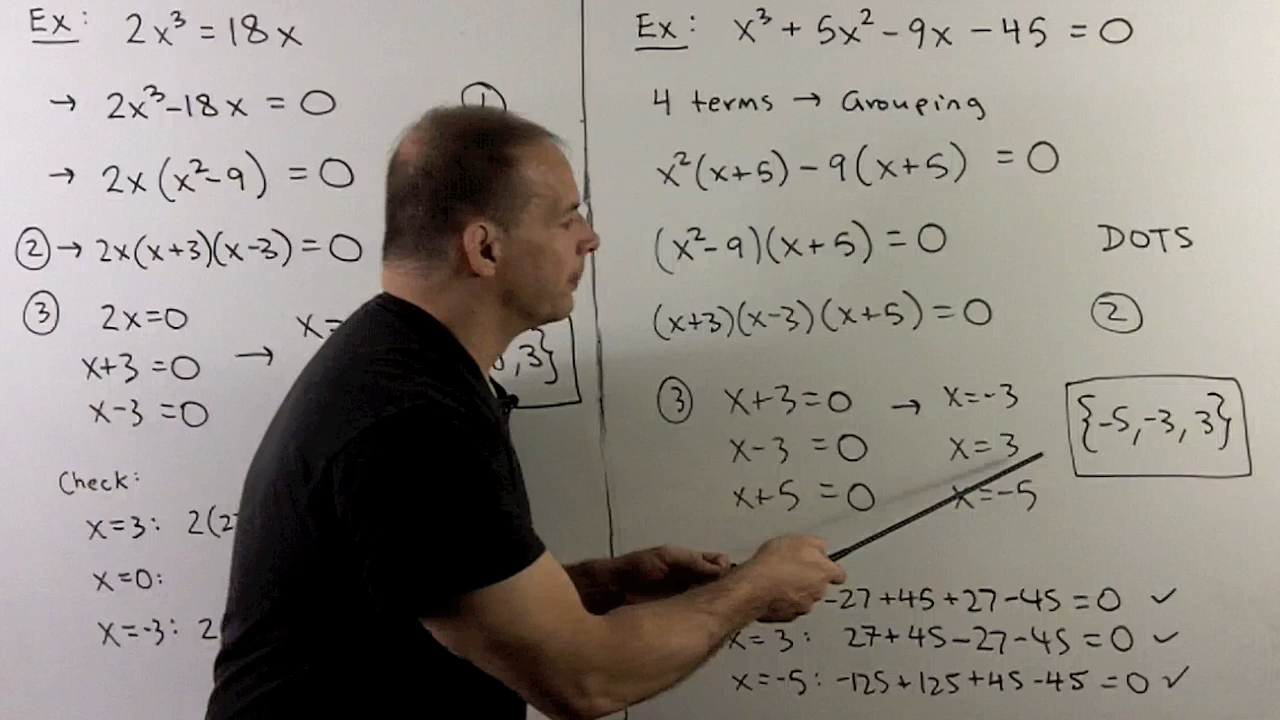 Ex: 2x³ = 18x
→ 2x³-18x = 0 ①
→ 2x(x²-9) = 0
② → 2x(x+3)(x-3) = 0
③ 2x=0
x+3 =0 → x=
x-3 =0
,3}
Check:
x=3: 2(2
x=0:
x=-3: 2
Ex: x³ + 5x² - 9x - 45 = 0
4 terms → Grouping
x²(x+5) - 9(x+5) = 0
(x²-9)(x+5) = 0 DOTS
(x+3)(x-3)(x+5) = 0 ②
③ x+3=0 → x=-3
x-3 =0 x=3 {-5,-3,3}
x+5 =0 x=-5
-27+45+27-45 =0 ✓
x=3: 27+45-27-45 =0 ✓
x=-5: -125+125+45-45 =0 ✓